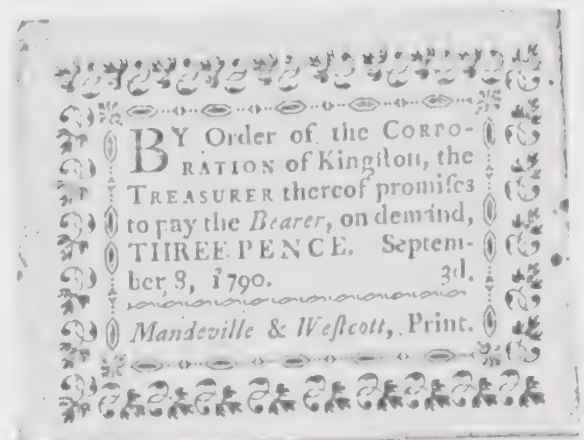 BY Order of the CORPO-
RATION of Kingſton, the
TREASURER thereof promiſes
to pay the Bearer, on demand,
THREE PENCE. Septem-
ber, 8, 1790. 3d.
Mandeville & Weſtcott, Print.